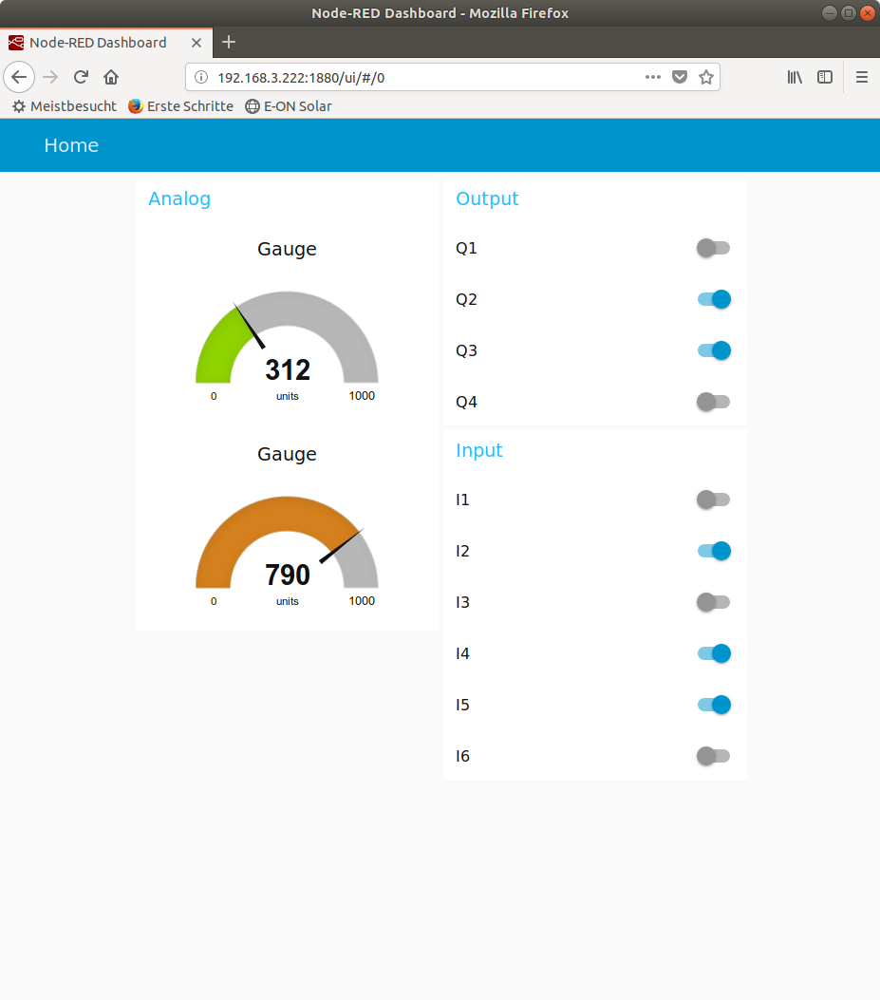 Node-RED Dashboard - Mozilla Firefox
Node-RED Dashboard
192.168.3.222:1880/ui/#/0
Meistbesucht Erste Schritte E-ON Solar
Home
Analog
Gauge
312
0 units 1000
Gauge
790
0 units 1000
Output
Q1
Q2
Q3
Q4
Input
I1
I2
I3
I4
I5
I6